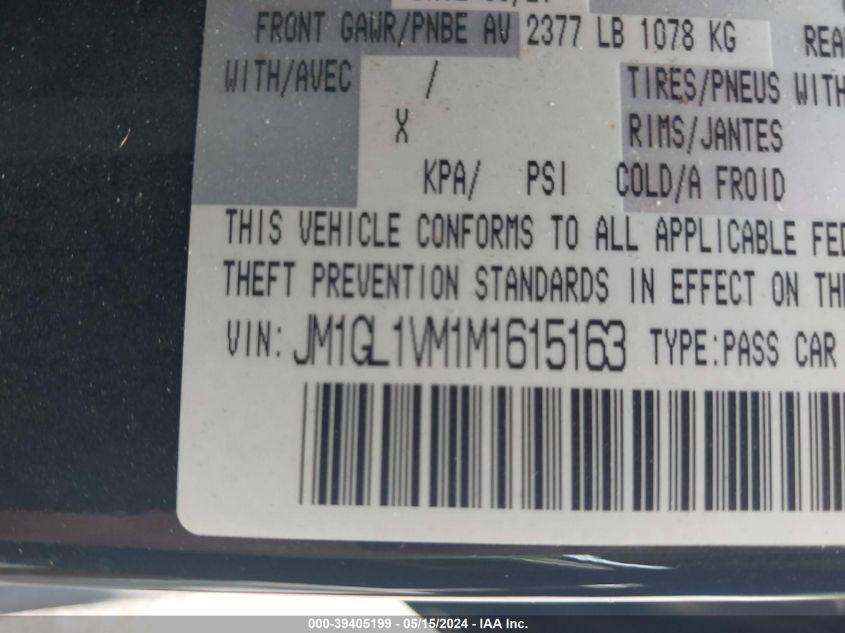 FRONT GAWR/PNBE AV 2377 LB 1078 KG
WITH/AVEC / TIRES/PNEUS WITH
X RIMS/JANTES
KPA/ PSI COLD/A FROID
THIS VEHICLE CONFORMS TO ALL APPLICABLE FED
THEFT PREVENTION STANDARDS IN EFFECT ON TH
VIN: JM1GL1VM1M1615163 TYPE:PASS CAR
000-39405199 - 05/15/2024 - IAA Inc.